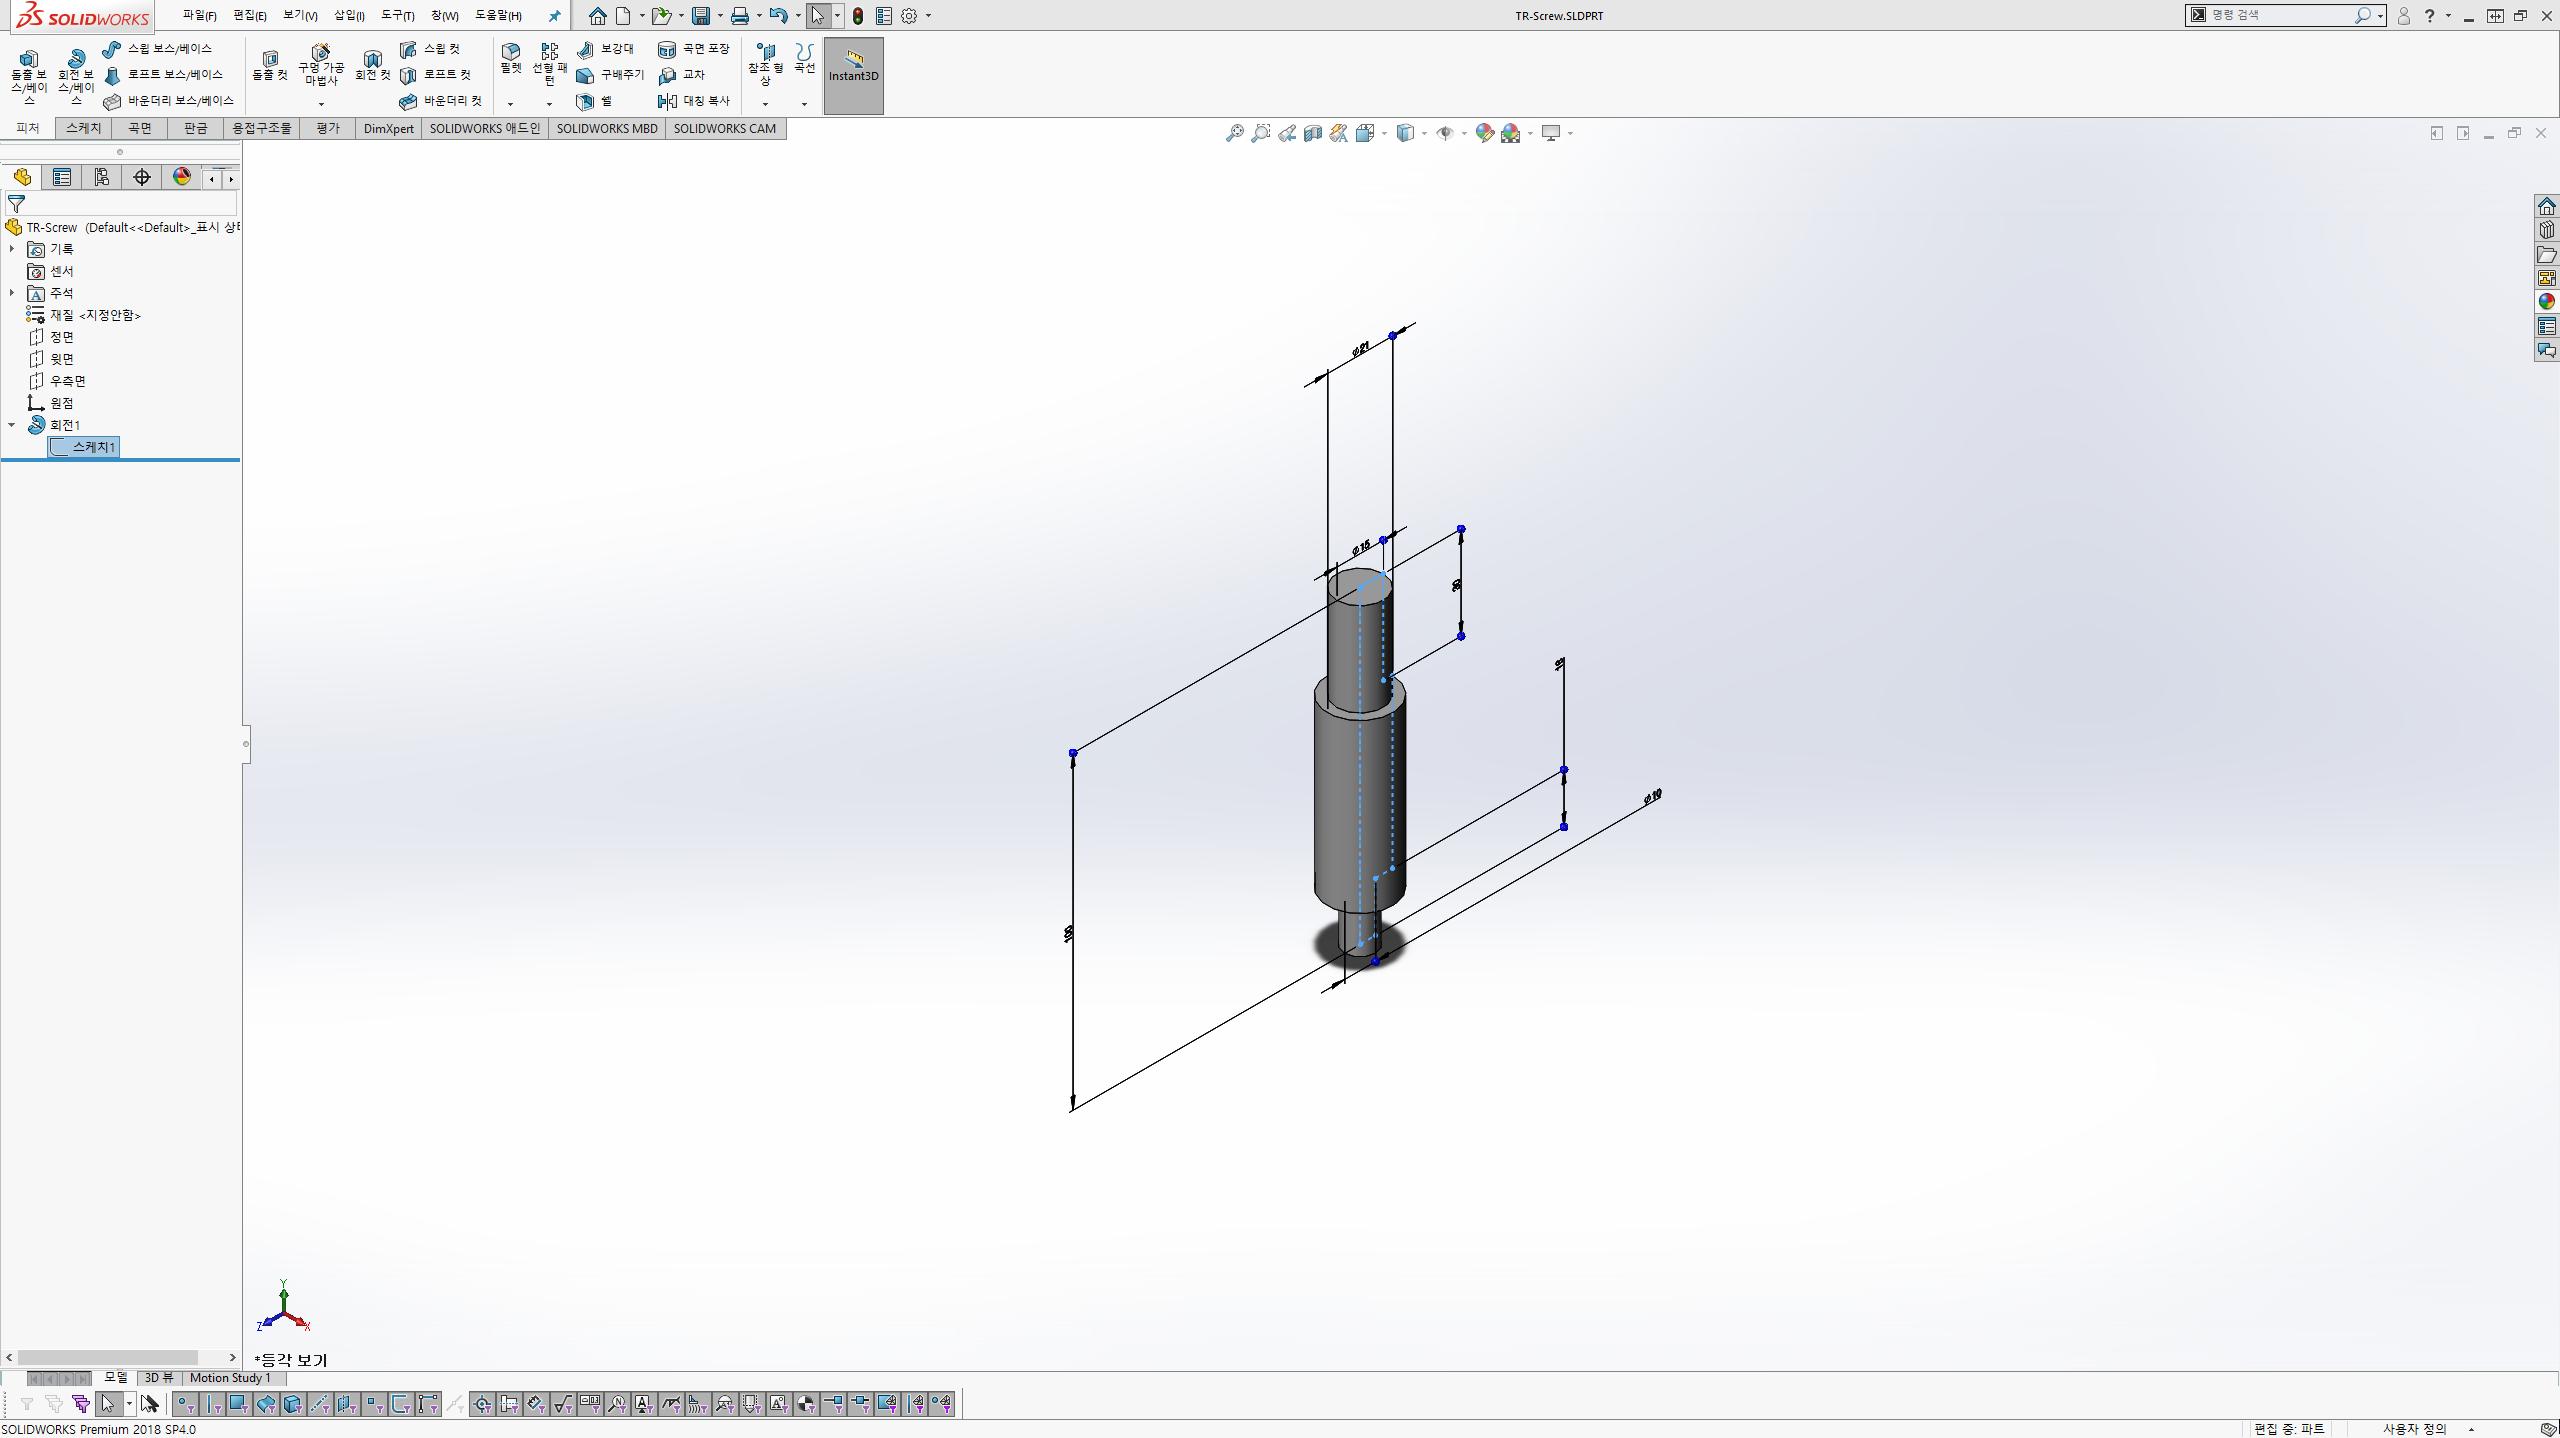 SOLIDWORKS
파일(F) 편집(E) 보기(V) 삽입(I) 도구(T) 창(W) 도움말(H)
TR-Screw.SLDPRT
명령 검색
돌출 보스/베이스
회전 보스/베이스
스윕 보스/베이스
로프트 보스/베이스
바운더리 보스/베이스
돌출 컷
구멍 가공 마법사
회전 컷
스윕 컷
로프트 컷
바운더리 컷
필렛
선형 패턴
보강대
구배주기
쉘
곡면 포장
교차
대칭 복사
참조 형상
곡선
Instant3D
피처 스케치 곡면 판금 용접구조물 평가 DimXpert SOLIDWORKS 애드인 SOLIDWORKS MBD SOLIDWORKS CAM
TR-Screw (Default<<Default>_표시 상태
기록
센서
주석
재질 <지정안함>
정면
윗면
우측면
원점
회전1
스케치1
⌀21
⌀15
30
⌀10
100
Y
Z
X
*등각 보기
모델 3D 뷰 Motion Study 1
SOLIDWORKS Premium 2018 SP4.0
편집 중: 파트
사용자 정의